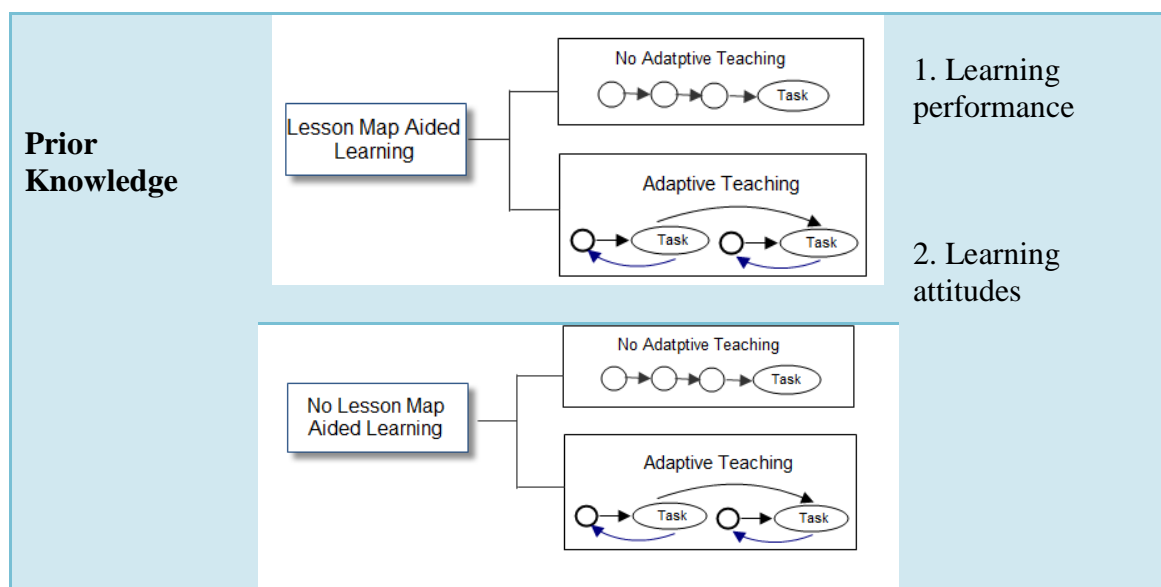 Prior
Knowledge
Lesson Map Aided
Learning
No Adatptive Teaching
Task
Adaptive Teaching
Task
Task
No Lesson Map
Aided Learning
No Adatptive Teaching
Task
Adaptive Teaching
Task
Task
1. Learning
performance
2. Learning
attitudes